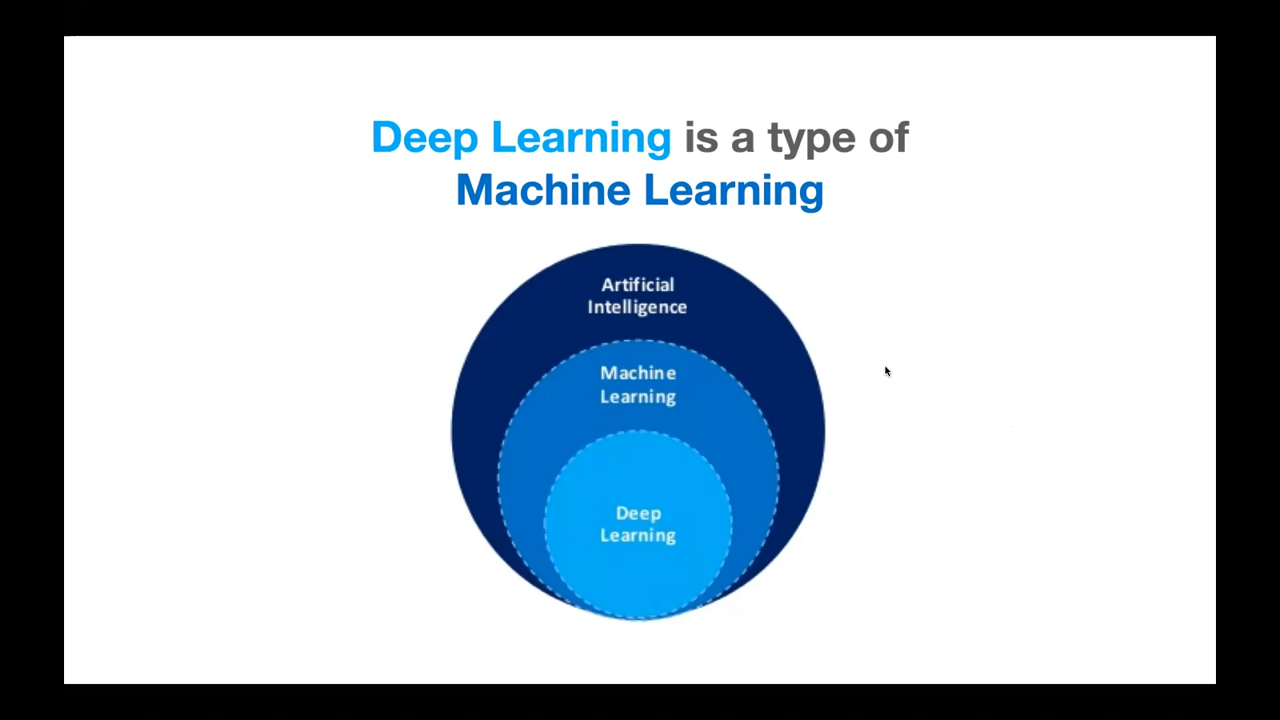 Deep Learning is a type of
Machine Learning
Artificial
Intelligence
Machine
Learning
Deep
Learning